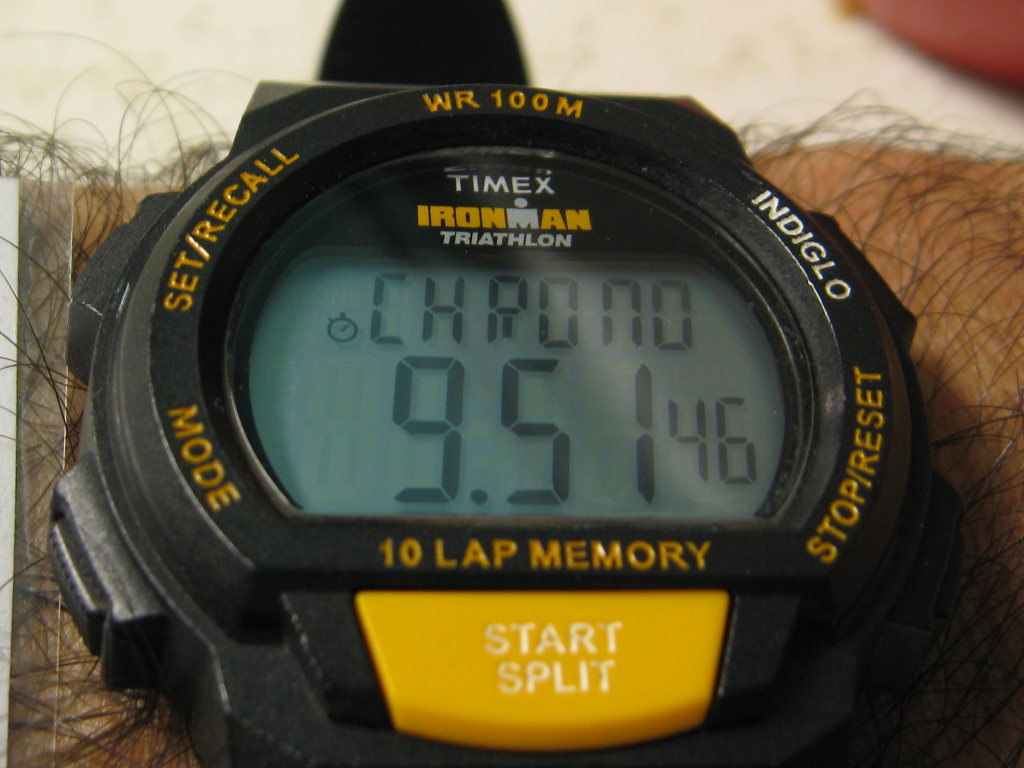 WR 100M
SET/RECALL
TIMEX
IRONMAN
TRIATHLON
INDIGLO
CHRONO
9.51 46
MODE
STOP/RESET
10 LAP MEMORY
START
SPLIT